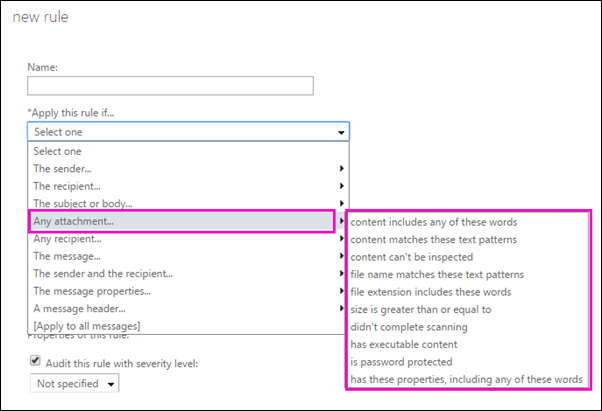 new rule
Name:
*Apply this rule if...
Select one
Select one
The sender...
The recipient...
The subject or body...
Any attachment...
Any recipient...
The message...
The sender and the recipient...
The message properties...
A message header...
[Apply to all messages]
content includes any of these words
content matches these text patterns
content can't be inspected
file name matches these text patterns
file extension includes these words
size is greater than or equal to
didn't complete scanning
has executable content
is password protected
has these properties, including any of these words
Properties of this rule:
Audit this rule with severity level:
Not specified